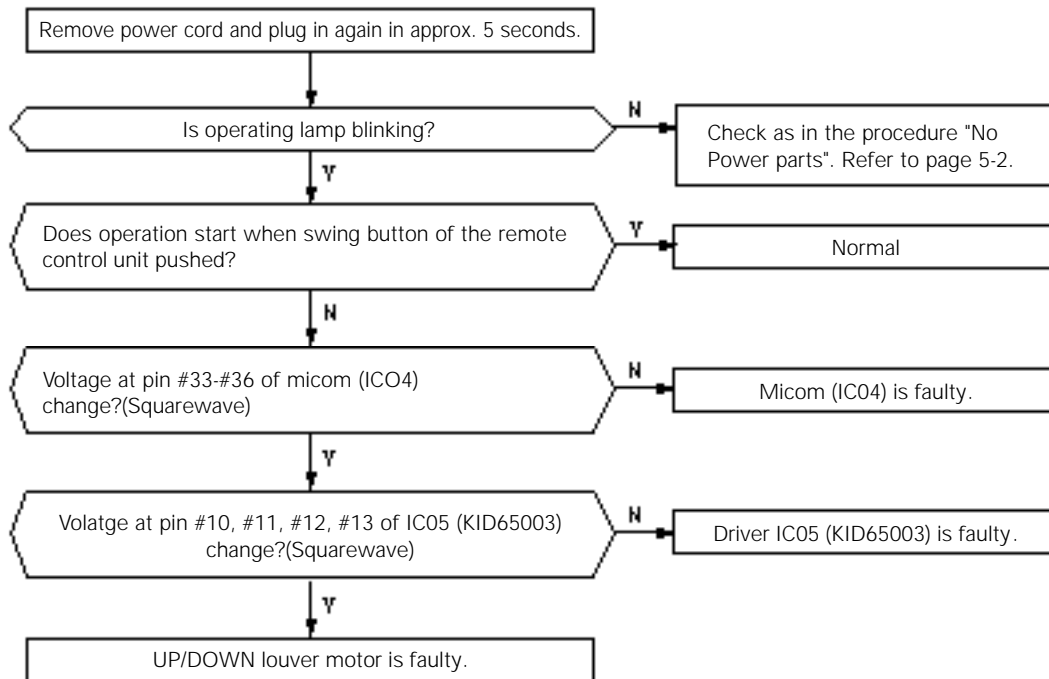 Remove power cord and plug in again in approx. 5 seconds.
Is operating lamp blinking?
N
Check as in the procedure "No
Power parts". Refer to page 5-2.
Y
Does operation start when swing button of the remote
control unit pushed?
Y
Normal
N
Voltage at pin #33-#36 of micom (ICO4)
change?(Squarewave)
N
Micom (IC04) is faulty.
Y
Volatge at pin #10, #11, #12, #13 of IC05 (KID65003)
change?(Squarewave)
N
Driver IC05 (KID65003) is faulty.
Y
UP/DOWN louver motor is faulty.